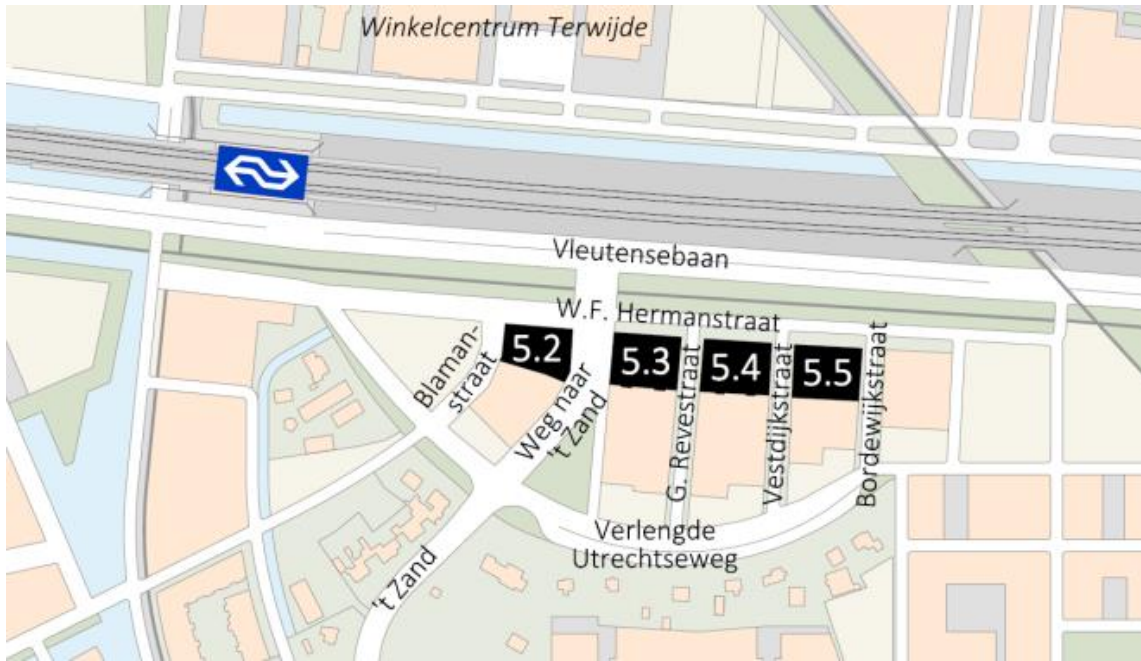 Winkelcentrum Terwijde
Vleutensebaan
W.F. Hermanstraat
Blaman-
straat
5.2
Weg naar
't Zand
5.3
G. Revestraat
5.4
Vestdijkstraat
5.5
Bordewijkstraat
Verlengde
Utrechtseweg
't Zand